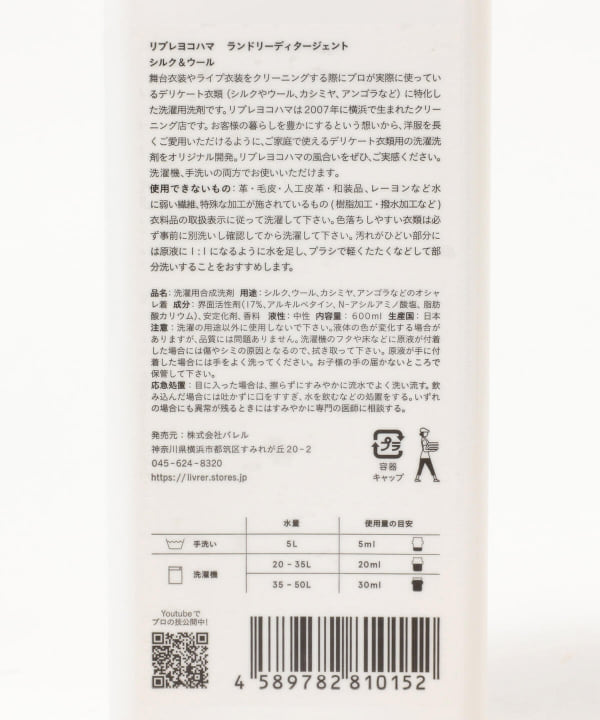 リブレヨコハマ　ランドリーディタージェント
シルク&ウール
舞台衣装やライブ衣装をクリーニングする際にプロが実際に使っ
ているデリケート衣類(シルクやウール、カシミヤ、アンゴラなど)に特化し
た洗濯用洗剤です。リブレヨコハマは2007年に横浜で生まれたクリー
ニング店です。お客様の暮らしを豊かにするという想いから、洋服を長
くご愛用いただけるように、ご家庭で使えるデリケート衣類用の洗濯洗
剤をオリジナル開発。リブレヨコハマの風合いをぜひ、ご実感ください。
洗濯機、手洗いの両方でお使いいただけます。
使用できないもの：革・毛皮・人工皮革・和装品、レーヨンなど水
に弱い繊維、特殊な加工が施されているもの(樹脂加工・撥水加工など)
衣料品の取扱表示に従って洗濯して下さい。色落ちしやすい衣類は必
ず事前に別洗いし確認してから洗濯して下さい。汚れがひどい部分に
は原液に1:1になるように水を足し、ブラシで軽くたたくなどして部
分洗いすることをおすすめします。
品名：洗濯用合成洗剤 用途：シルク、ウール、カシミヤ、アンゴラなどのオシャ
レ着 成分：界面活性剤(17%、アルキルベタイン、N-アシルアミノ酸塩、脂肪
酸カリウム)、安定化剤、香料 液性：中性 内容量：600ml 生産国：日本
注意：洗濯の用途以外に使用しないで下さい。液体の色が変化する場合が
ありますが、品質には問題ありません。洗濯機のフタや床などに原液が付着
した場合には傷やシミの原因となるので、拭き取って下さい。原液が手に付
着した場合には手をよく洗ってください。お子様の手の届かないところで
保管して下さい。
応急処置：目に入った場合は、擦らずにすみやかに流水でよく洗い流す。飲
み込んだ場合には吐かずに口をすすぎ、水を飲むなどの処置をする。いずれ
の場合にも異常が残るときにはすみやかに専門の医師に相談する。
発売元：株式会社バレル
神奈川県横浜市都筑区すみれが丘20-2
045-624-8320
https://livrer.stores.jp
プラ
容器
キャップ
水量　使用量の目安
手洗い　5L　5ml
洗濯機　20-35L　20ml
35-50L　30ml
Youtubeで
プロの技公開中!
4 589782 810152